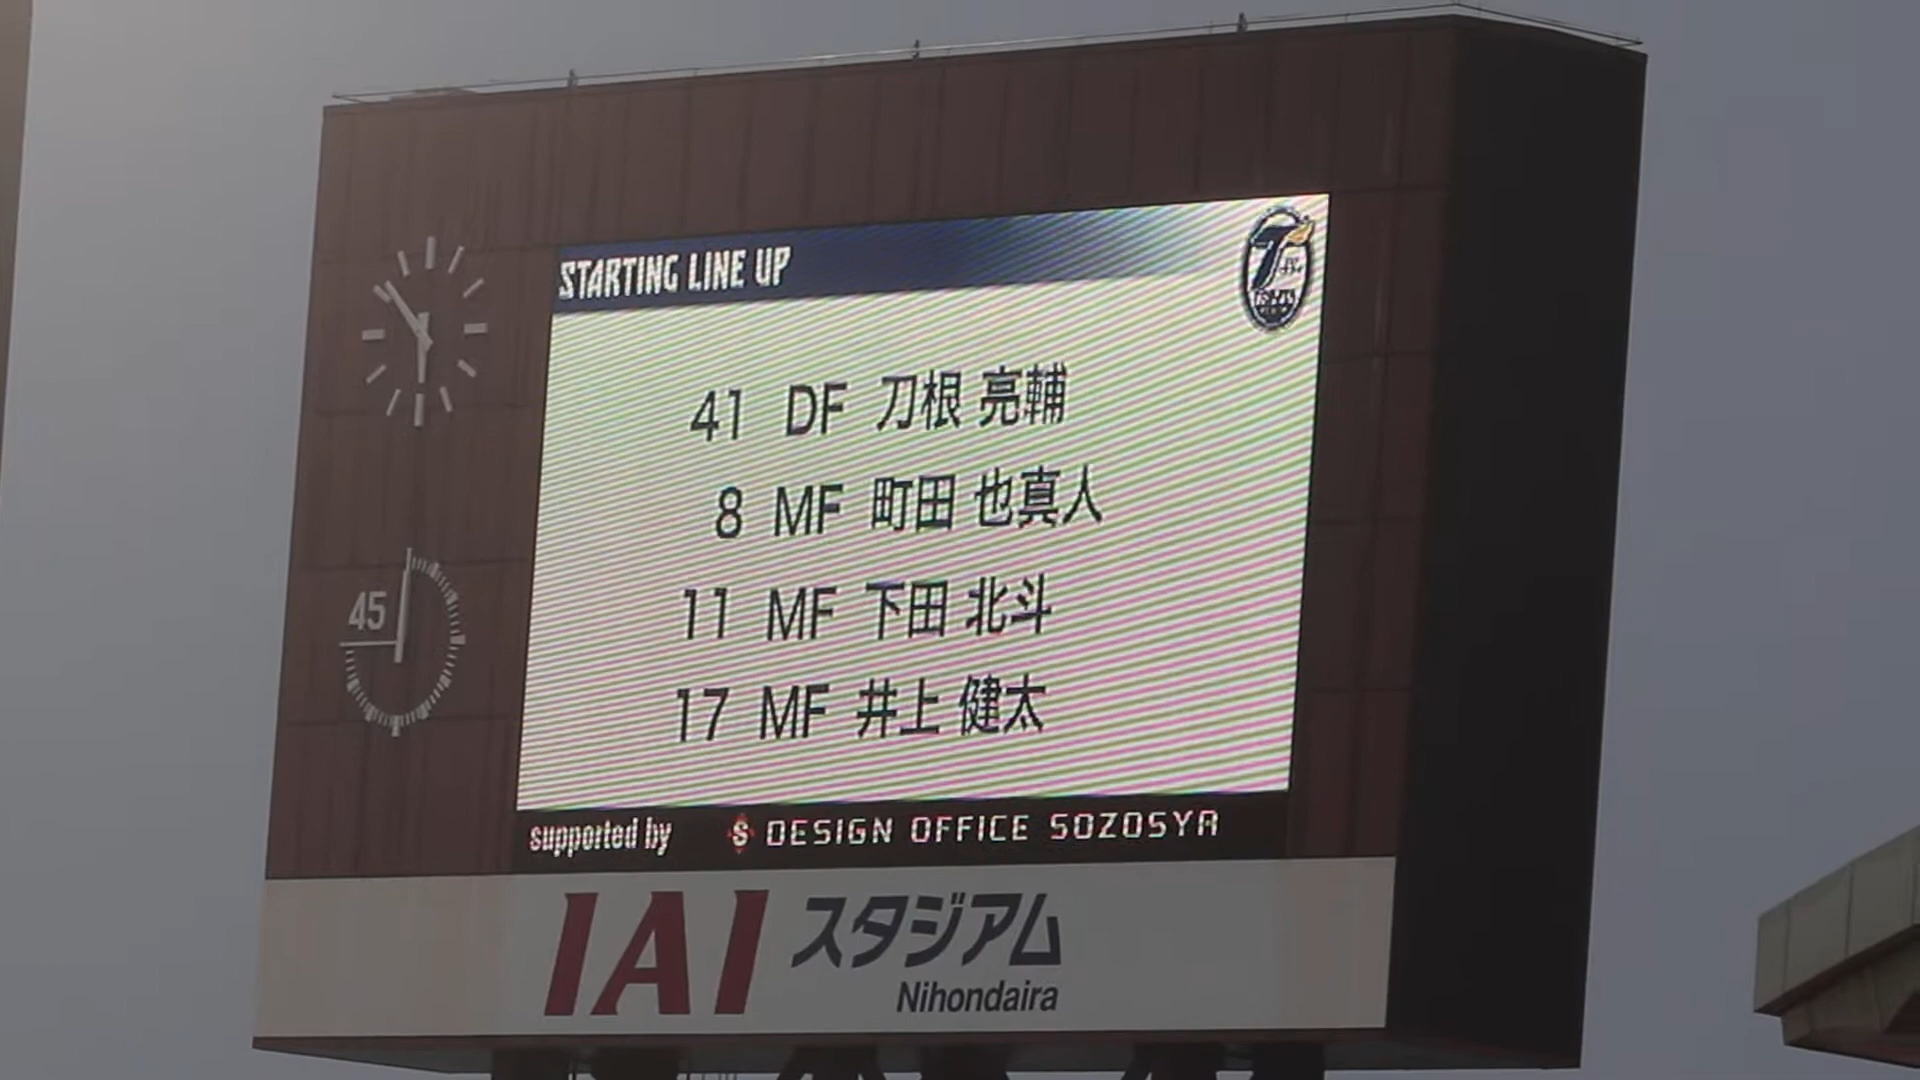 STARTING LINE UP
41 DF 刀根 亮輔
8 MF 町田 也真人
11 MF 下田 北斗
17 MF 井上 健太
45
supported by S DESIGN OFFICE SOZOSYA
IAI スタジアム
Nihondaira